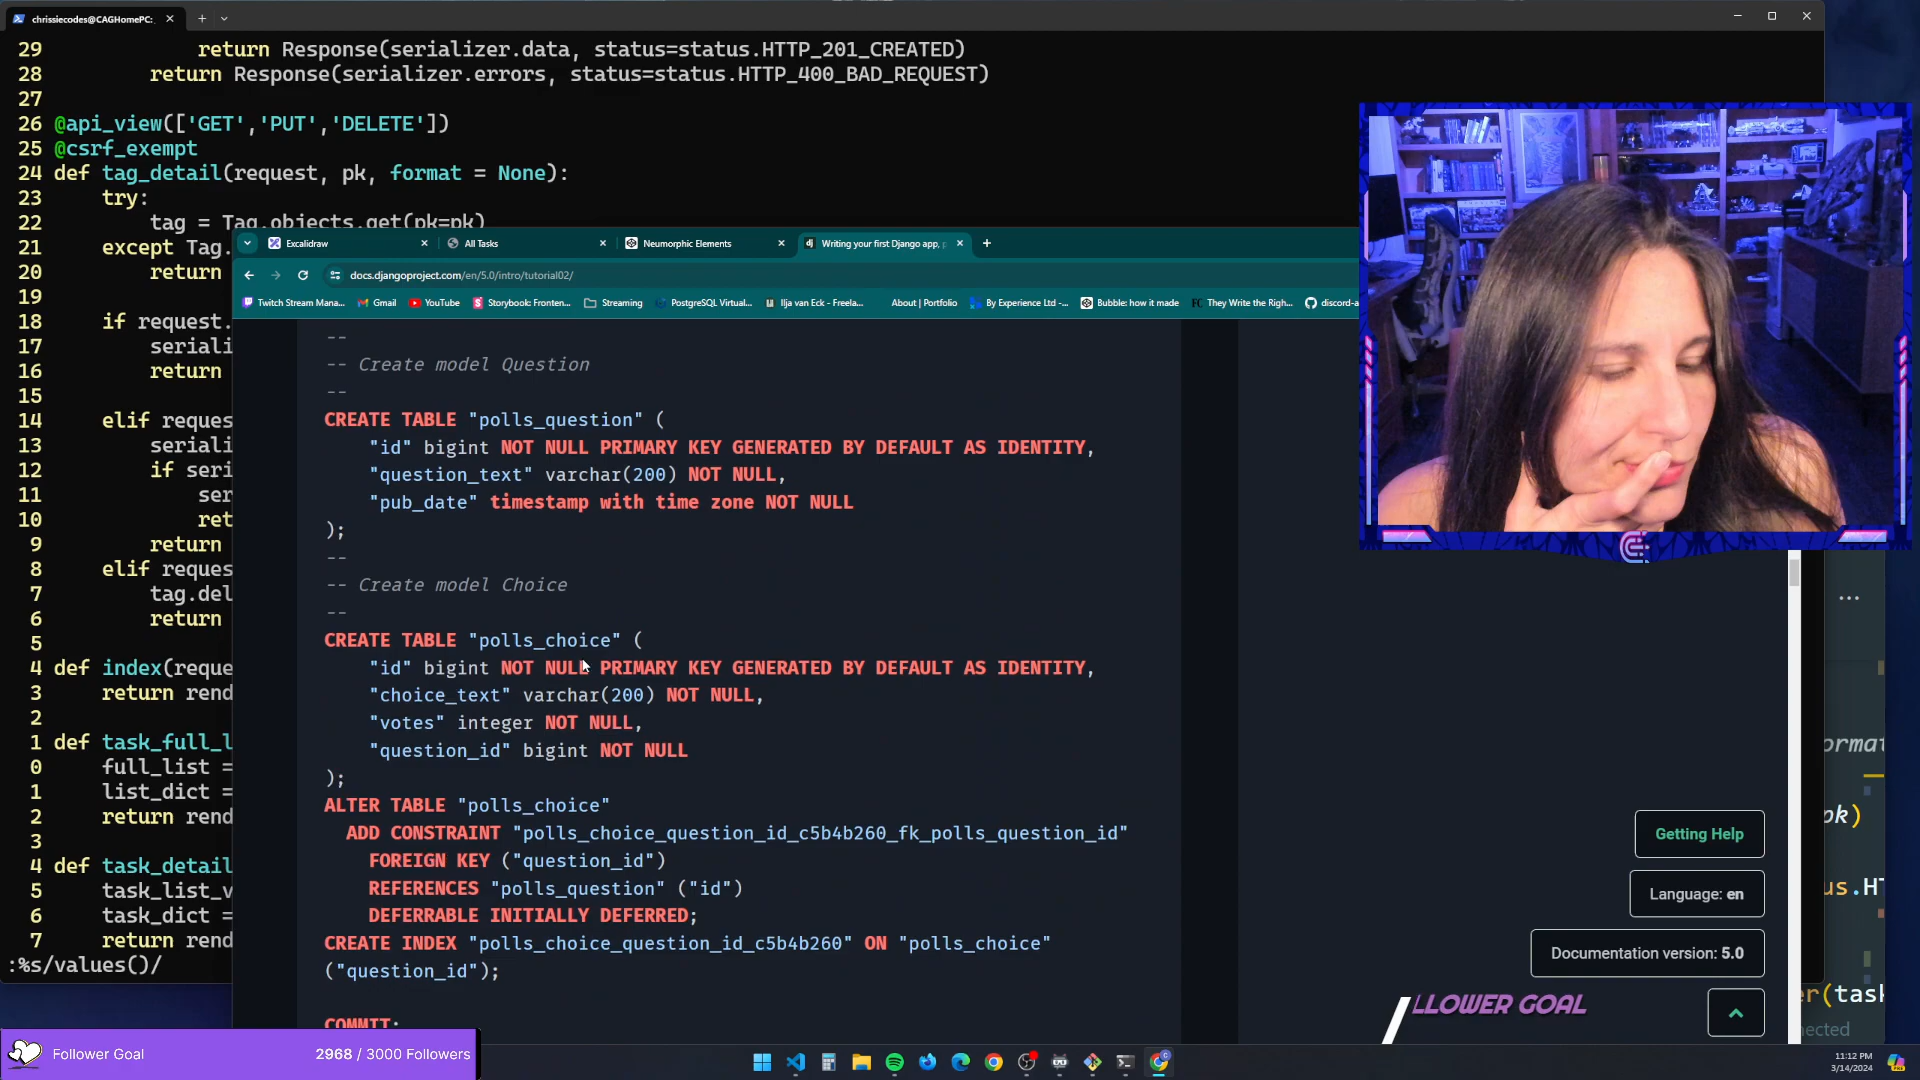 chrissiecodes@CAGHomePC:
29 return Response(serializer.data, status=status.HTTP_201_CREATED)
28 return Response(serializer.errors, status=status.HTTP_400_BAD_REQUEST)
27
26 @api_view(['GET','PUT','DELETE'])
25 @csrf_exempt
24 def tag_detail(request, pk, format = None):
23 try:
22 tag = Tag.objects.get(pk=pk)
21 except Tag.
20 return
19
18 if request.
17 seriali
16 return
15
14 elif reques
13 seriali
12 if seri
11 ser
10 ret
9 return
8 elif reques
7 tag.del
6 return
5
4 def index(reque
3 return rend
2
1 def task_full_l
0 full_list =
1 list_dict =
2 return rend
3
4 def task_detail
5 task_list_v
6 task_dict =
7 return rend
:%s/values()/
Excalidraw
All Tasks
Neumorphic Elements
Writing your first Django app, p
docs.djangoproject.com/en/5.0/intro/tutorial02/
Twitch Stream Mana...
Gmail
YouTube
Storybook: Fronten...
Streaming
PostgreSQL Virtual...
Ilja van Eck - Freela...
About | Portfolio
By Experience Ltd -...
Bubble: how it made
They Write the Righ...
discord-a
--
-- Create model Question
--
CREATE TABLE "polls_question" (
"id" bigint NOT NULL PRIMARY KEY GENERATED BY DEFAULT AS IDENTITY,
"question_text" varchar(200) NOT NULL,
"pub_date" timestamp with time zone NOT NULL
);
--
-- Create model Choice
--
CREATE TABLE "polls_choice" (
"id" bigint NOT NULL PRIMARY KEY GENERATED BY DEFAULT AS IDENTITY,
"choice_text" varchar(200) NOT NULL,
"votes" integer NOT NULL,
"question_id" bigint NOT NULL
);
ALTER TABLE "polls_choice"
ADD CONSTRAINT "polls_choice_question_id_c5b4b260_fk_polls_question_id"
FOREIGN KEY ("question_id")
REFERENCES "polls_question" ("id")
DEFERRABLE INITIALLY DEFERRED;
CREATE INDEX "polls_choice_question_id_c5b4b260" ON "polls_choice"
("question_id");
COMMIT;
Getting Help
Language: en
Documentation version: 5.0
ormat
pk)
us.HT
er(task
nected
LLOWER GOAL
Follower Goal
2968 / 3000 Followers
11:12 PM
3/14/2024